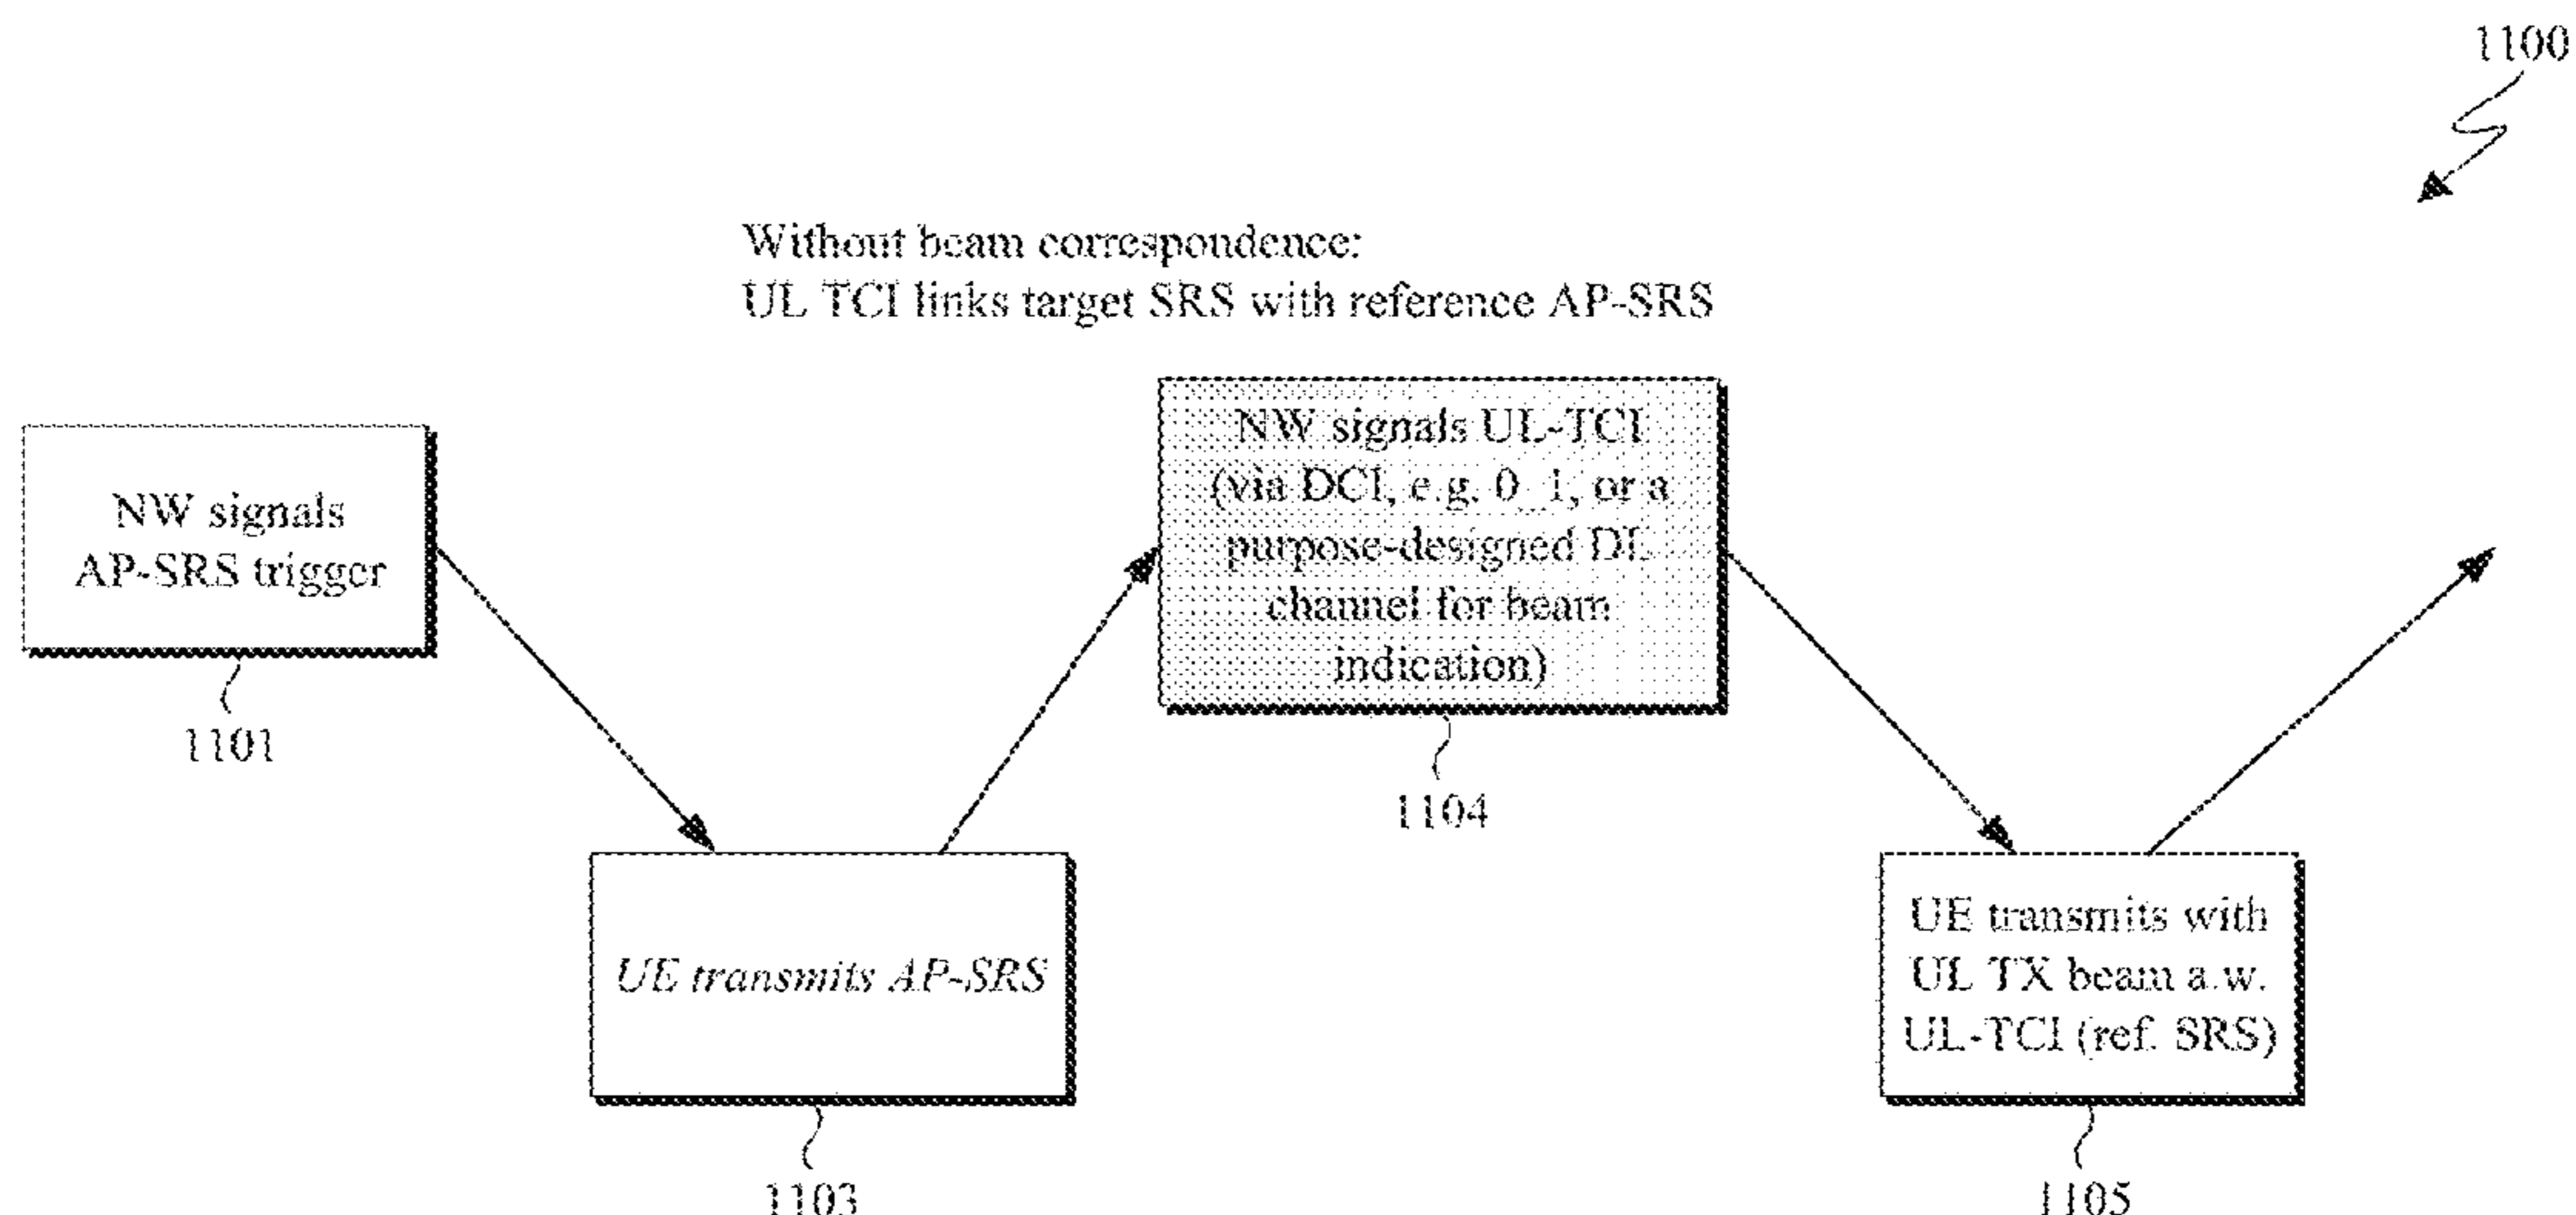 1100
Without beam correspondence:
UL TCI links target SRS with reference AP-SRS
NW signals
AP-SRS trigger
1101
UE transmits AP-SRS
1103
NW signals UL-TCI
(via DCI, e.g. 0_1, or a
purpose-designed DL
channel for beam
indication)
1104
UE transmits with
UL TX beam a.w.
UL-TCI (ref. SRS)
1105